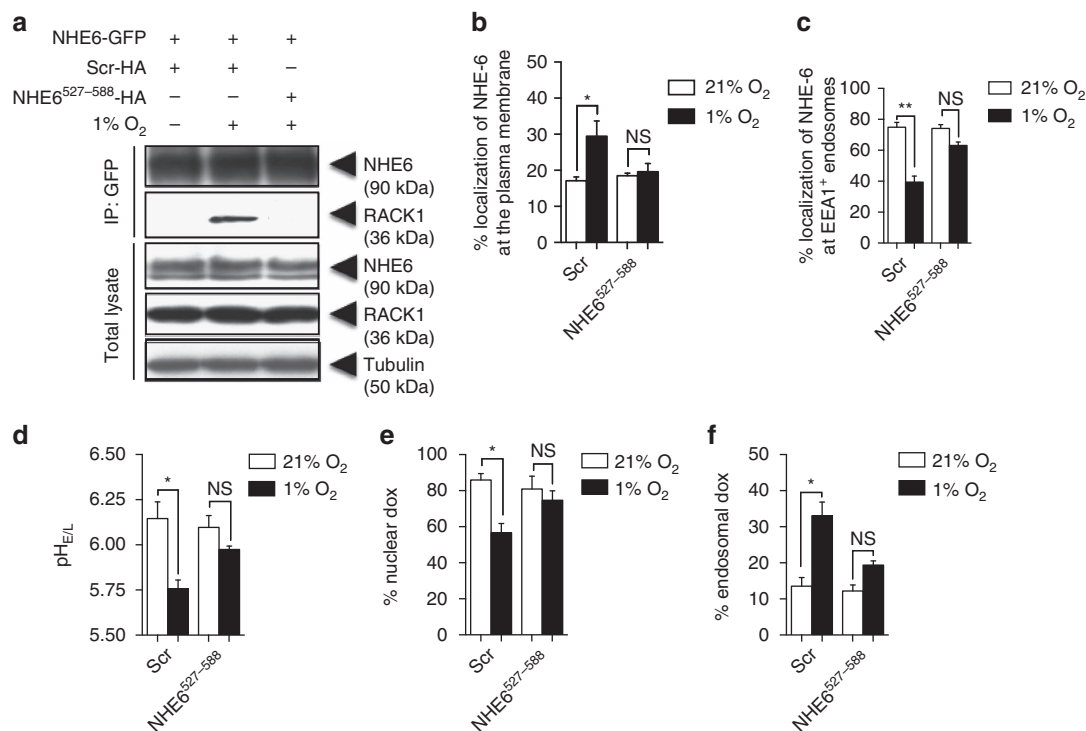 a
NHE6-GFP + + +
Scr-HA + + –
NHE6527–588-HA – – +
1% O2 – + +
IP: GFP
NHE6
(90 kDa)
RACK1
(36 kDa)
Total lysate
NHE6
(90 kDa)
RACK1
(36 kDa)
Tubulin
(50 kDa)
b
% localization of NHE-6
at the plasma membrane
50
40
30
20
10
0
*
NS
21% O2
1% O2
Scr
NHE6527–588
c
% localization of NHE-6
at EEA1+ endosomes
100
80
60
40
80
0
**
NS
21% O2
1% O2
Scr
NHE6527–588
d
pHE/L
6.50
6.25
6.00
5.75
5.50
*
NS
21% O2
1% O2
Scr
NHE6527–588
e
% nuclear dox
100
80
60
40
20
0
*
NS
21% O2
1% O2
Scr
NHE6527–588
f
% endosomal dox
50
40
30
20
10
0
*
NS
21% O2
1% O2
Scr
NHE6527–588